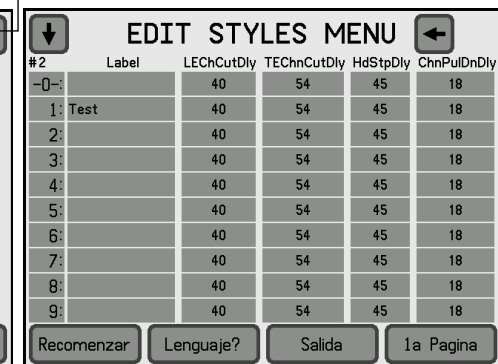 EDIT STYLES MENU
#2 Label LEChCutDly TEChnCutDly HdStpDly ChnPulDnDly
-0-: 40 54 45 18
1: Test 40 54 45 18
2: 40 54 45 18
3: 40 54 45 18
4: 40 54 45 18
5: 40 54 45 18
6: 40 54 45 18
7: 40 54 45 18
8: 40 54 45 18
9: 40 54 45 18
Recomenzar Lenguaje? Salida 1a Pagina